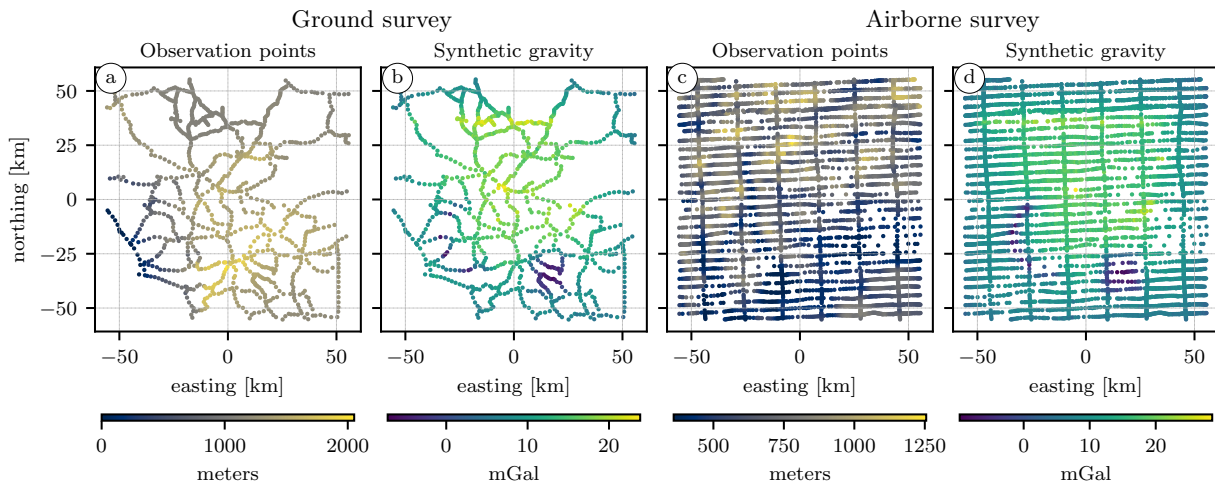 Ground survey
Airborne survey
Observation points
Synthetic gravity
Observation points
Synthetic gravity
a
b
c
d
northing [km]
50
25
0
−25
−50
−50 0 50
−50 0 50
−50 0 50
−50 0 50
easting [km]
easting [km]
easting [km]
easting [km]
0 1000 2000
0 10 20
500 750 1000 1250
0 10 20
meters
mGal
meters
mGal